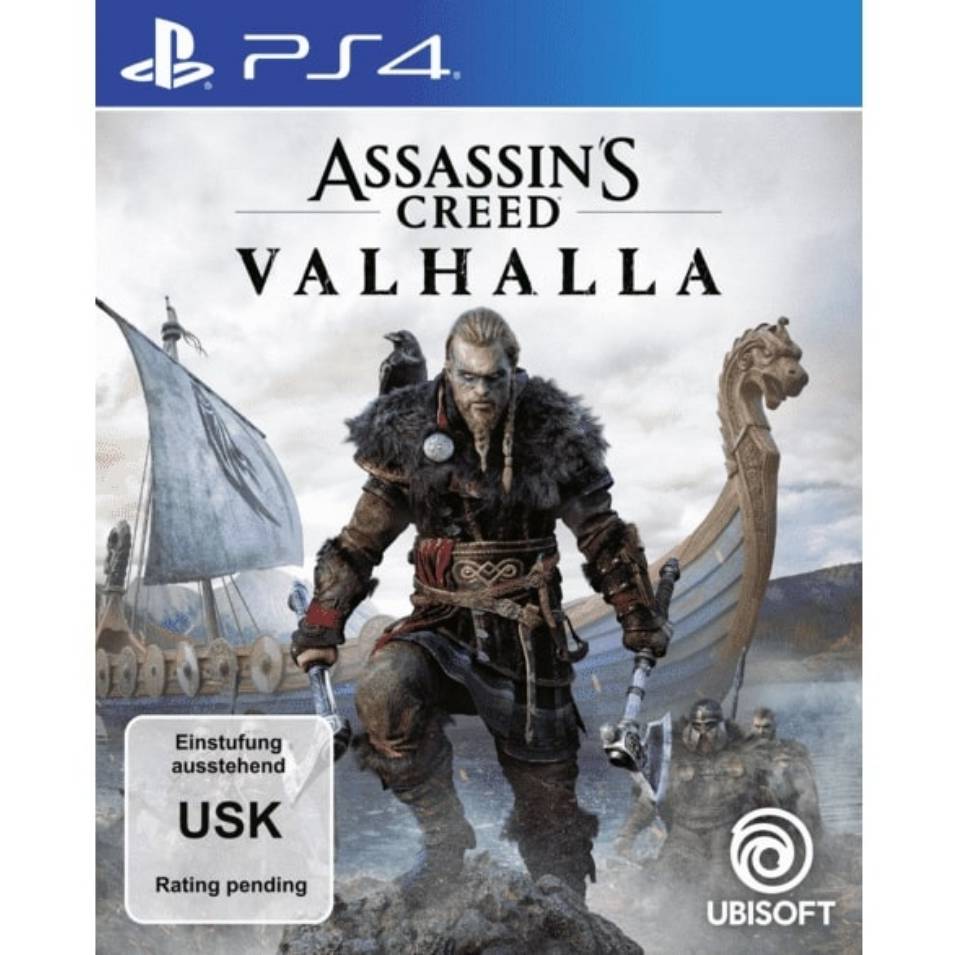 PS4
ASSASSIN'S
CREED
VALHALLA
Einstufung
ausstehend
USK
Rating pending
UBISOFT